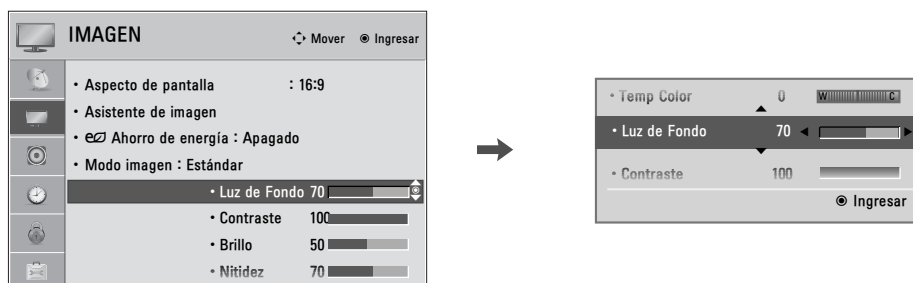 IMAGEN
Mover
Ingresar
• Aspecto de pantalla : 16:9
• Asistente de imagen
• Ahorro de energía : Apagado
• Modo imagen : Estándar
• Luz de Fondo 70
• Contraste 100
• Brillo 50
• Nitidez 70
• Temp Color 0 W C
• Luz de Fondo 70
• Contraste 100
Ingresar